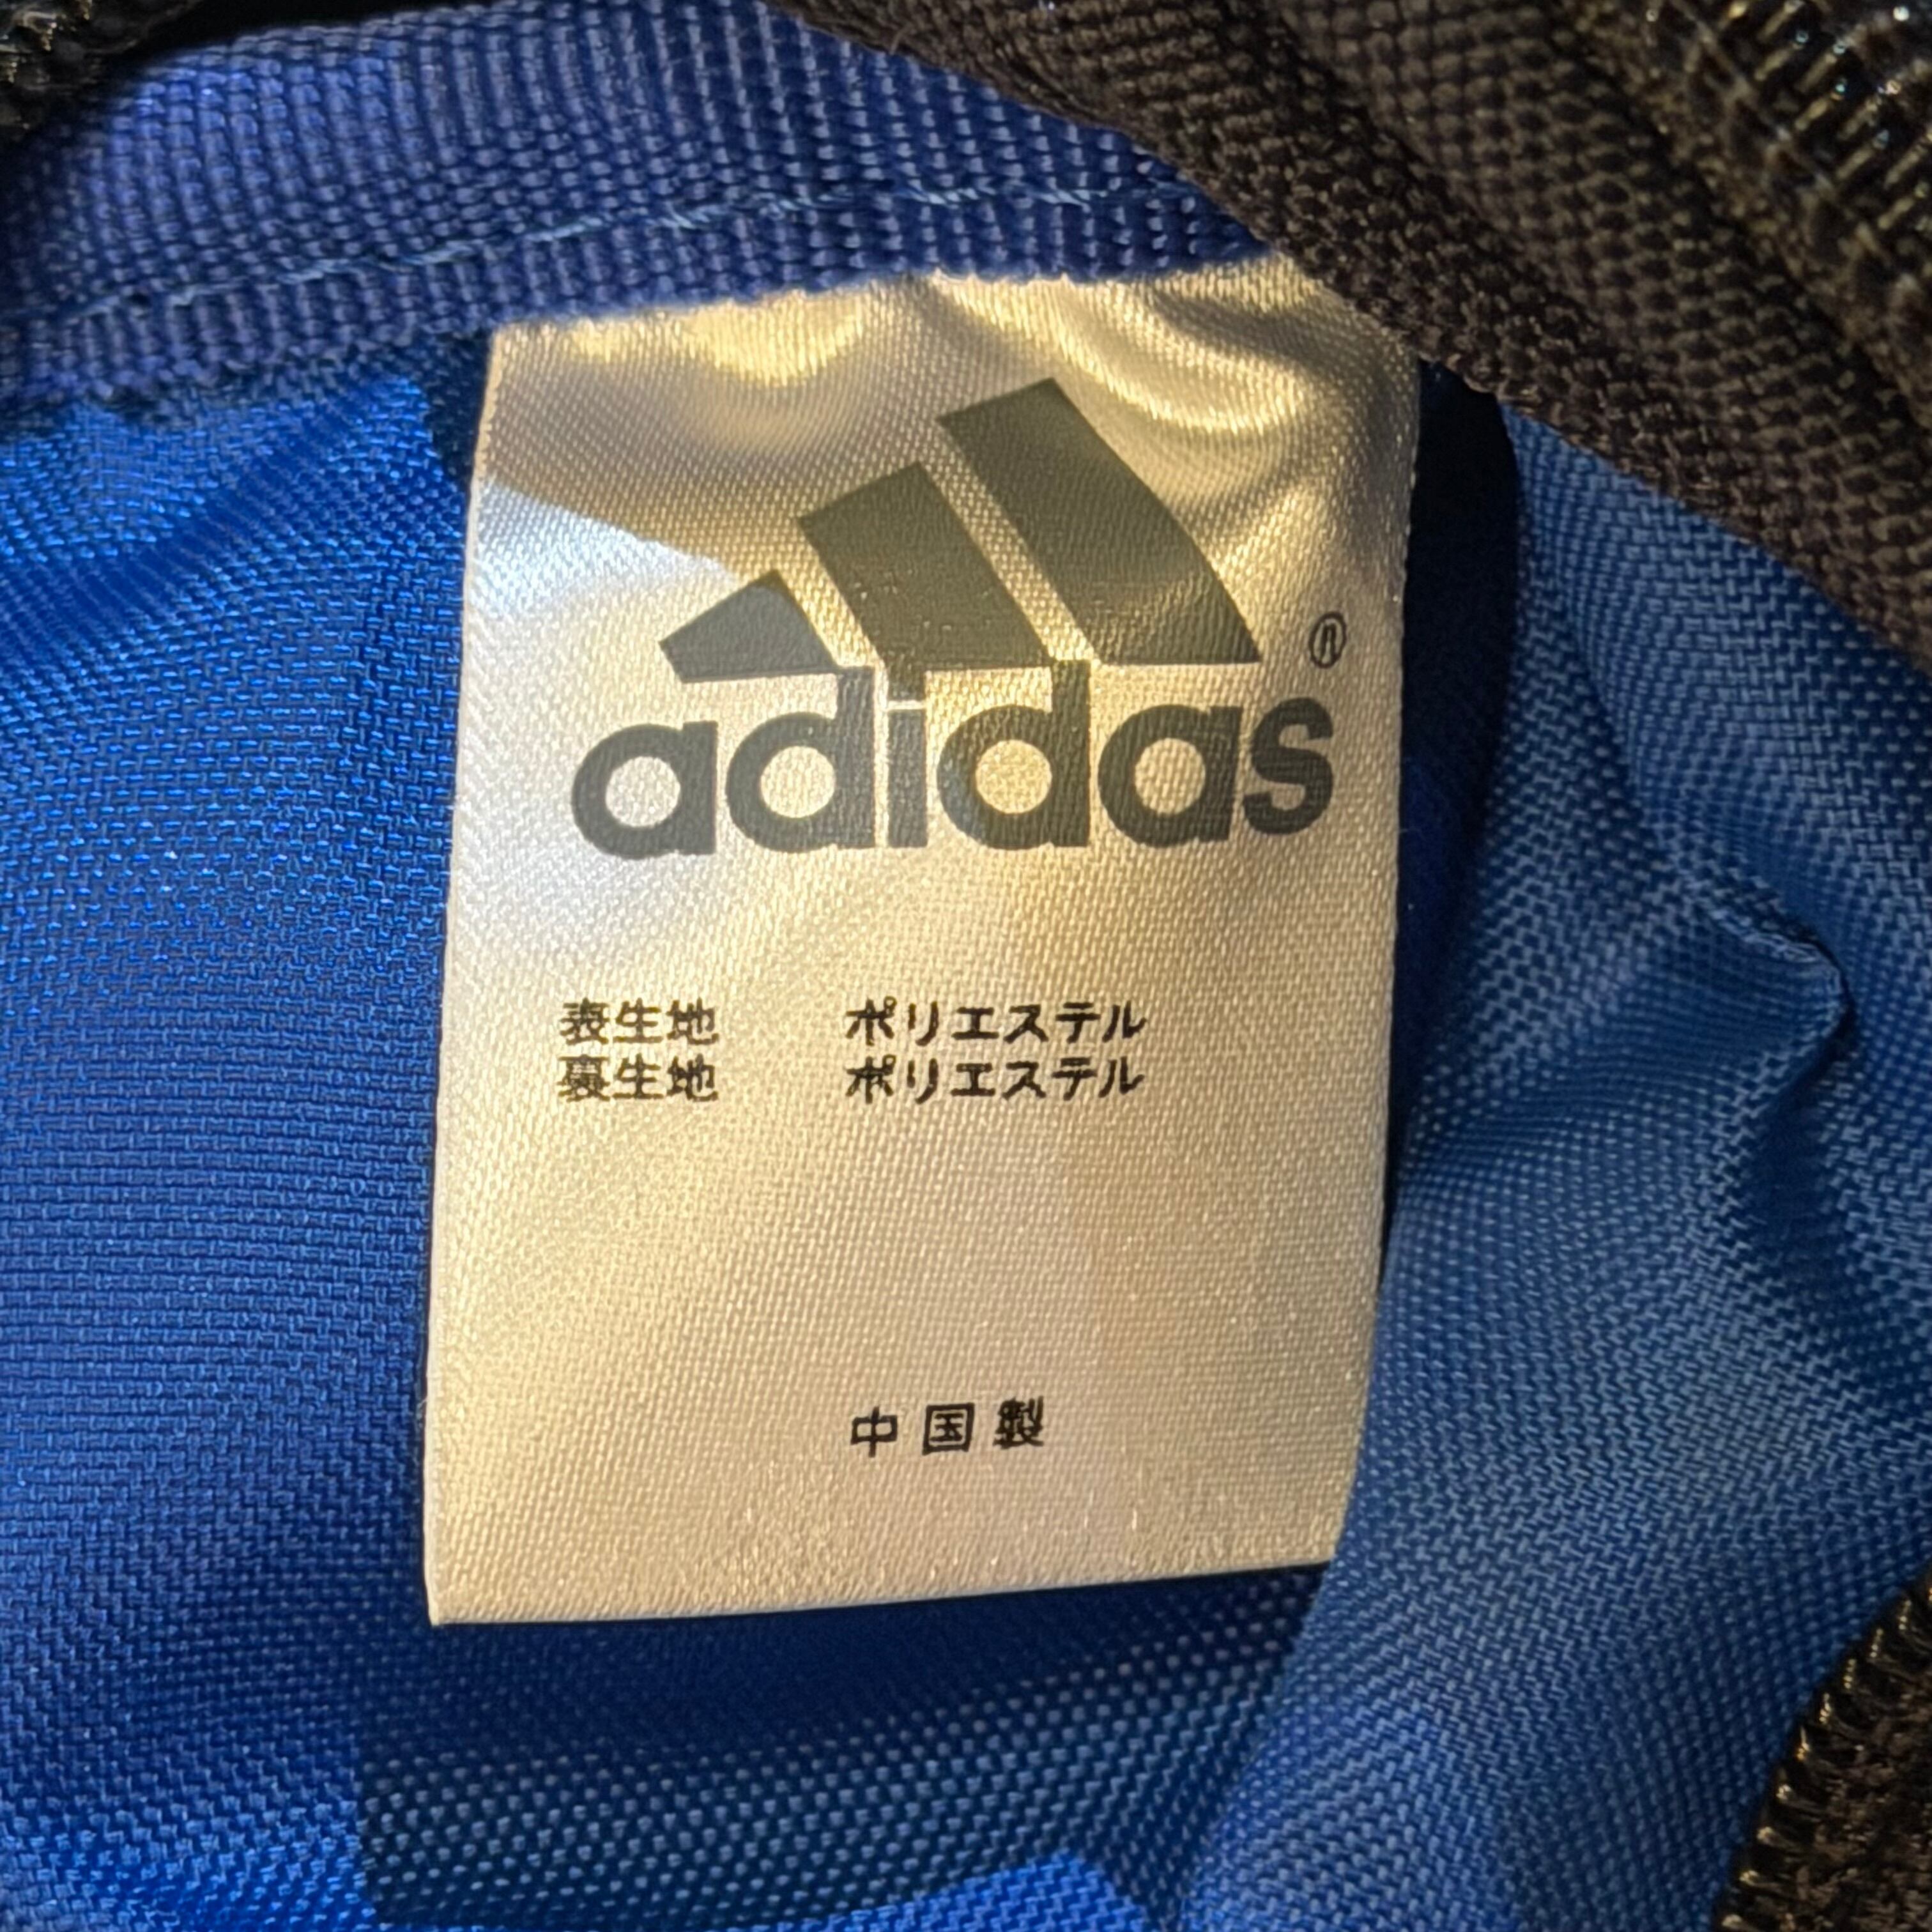 ®
adidas
表生地 ポリエステル
裏生地 ポリエステル
中国製